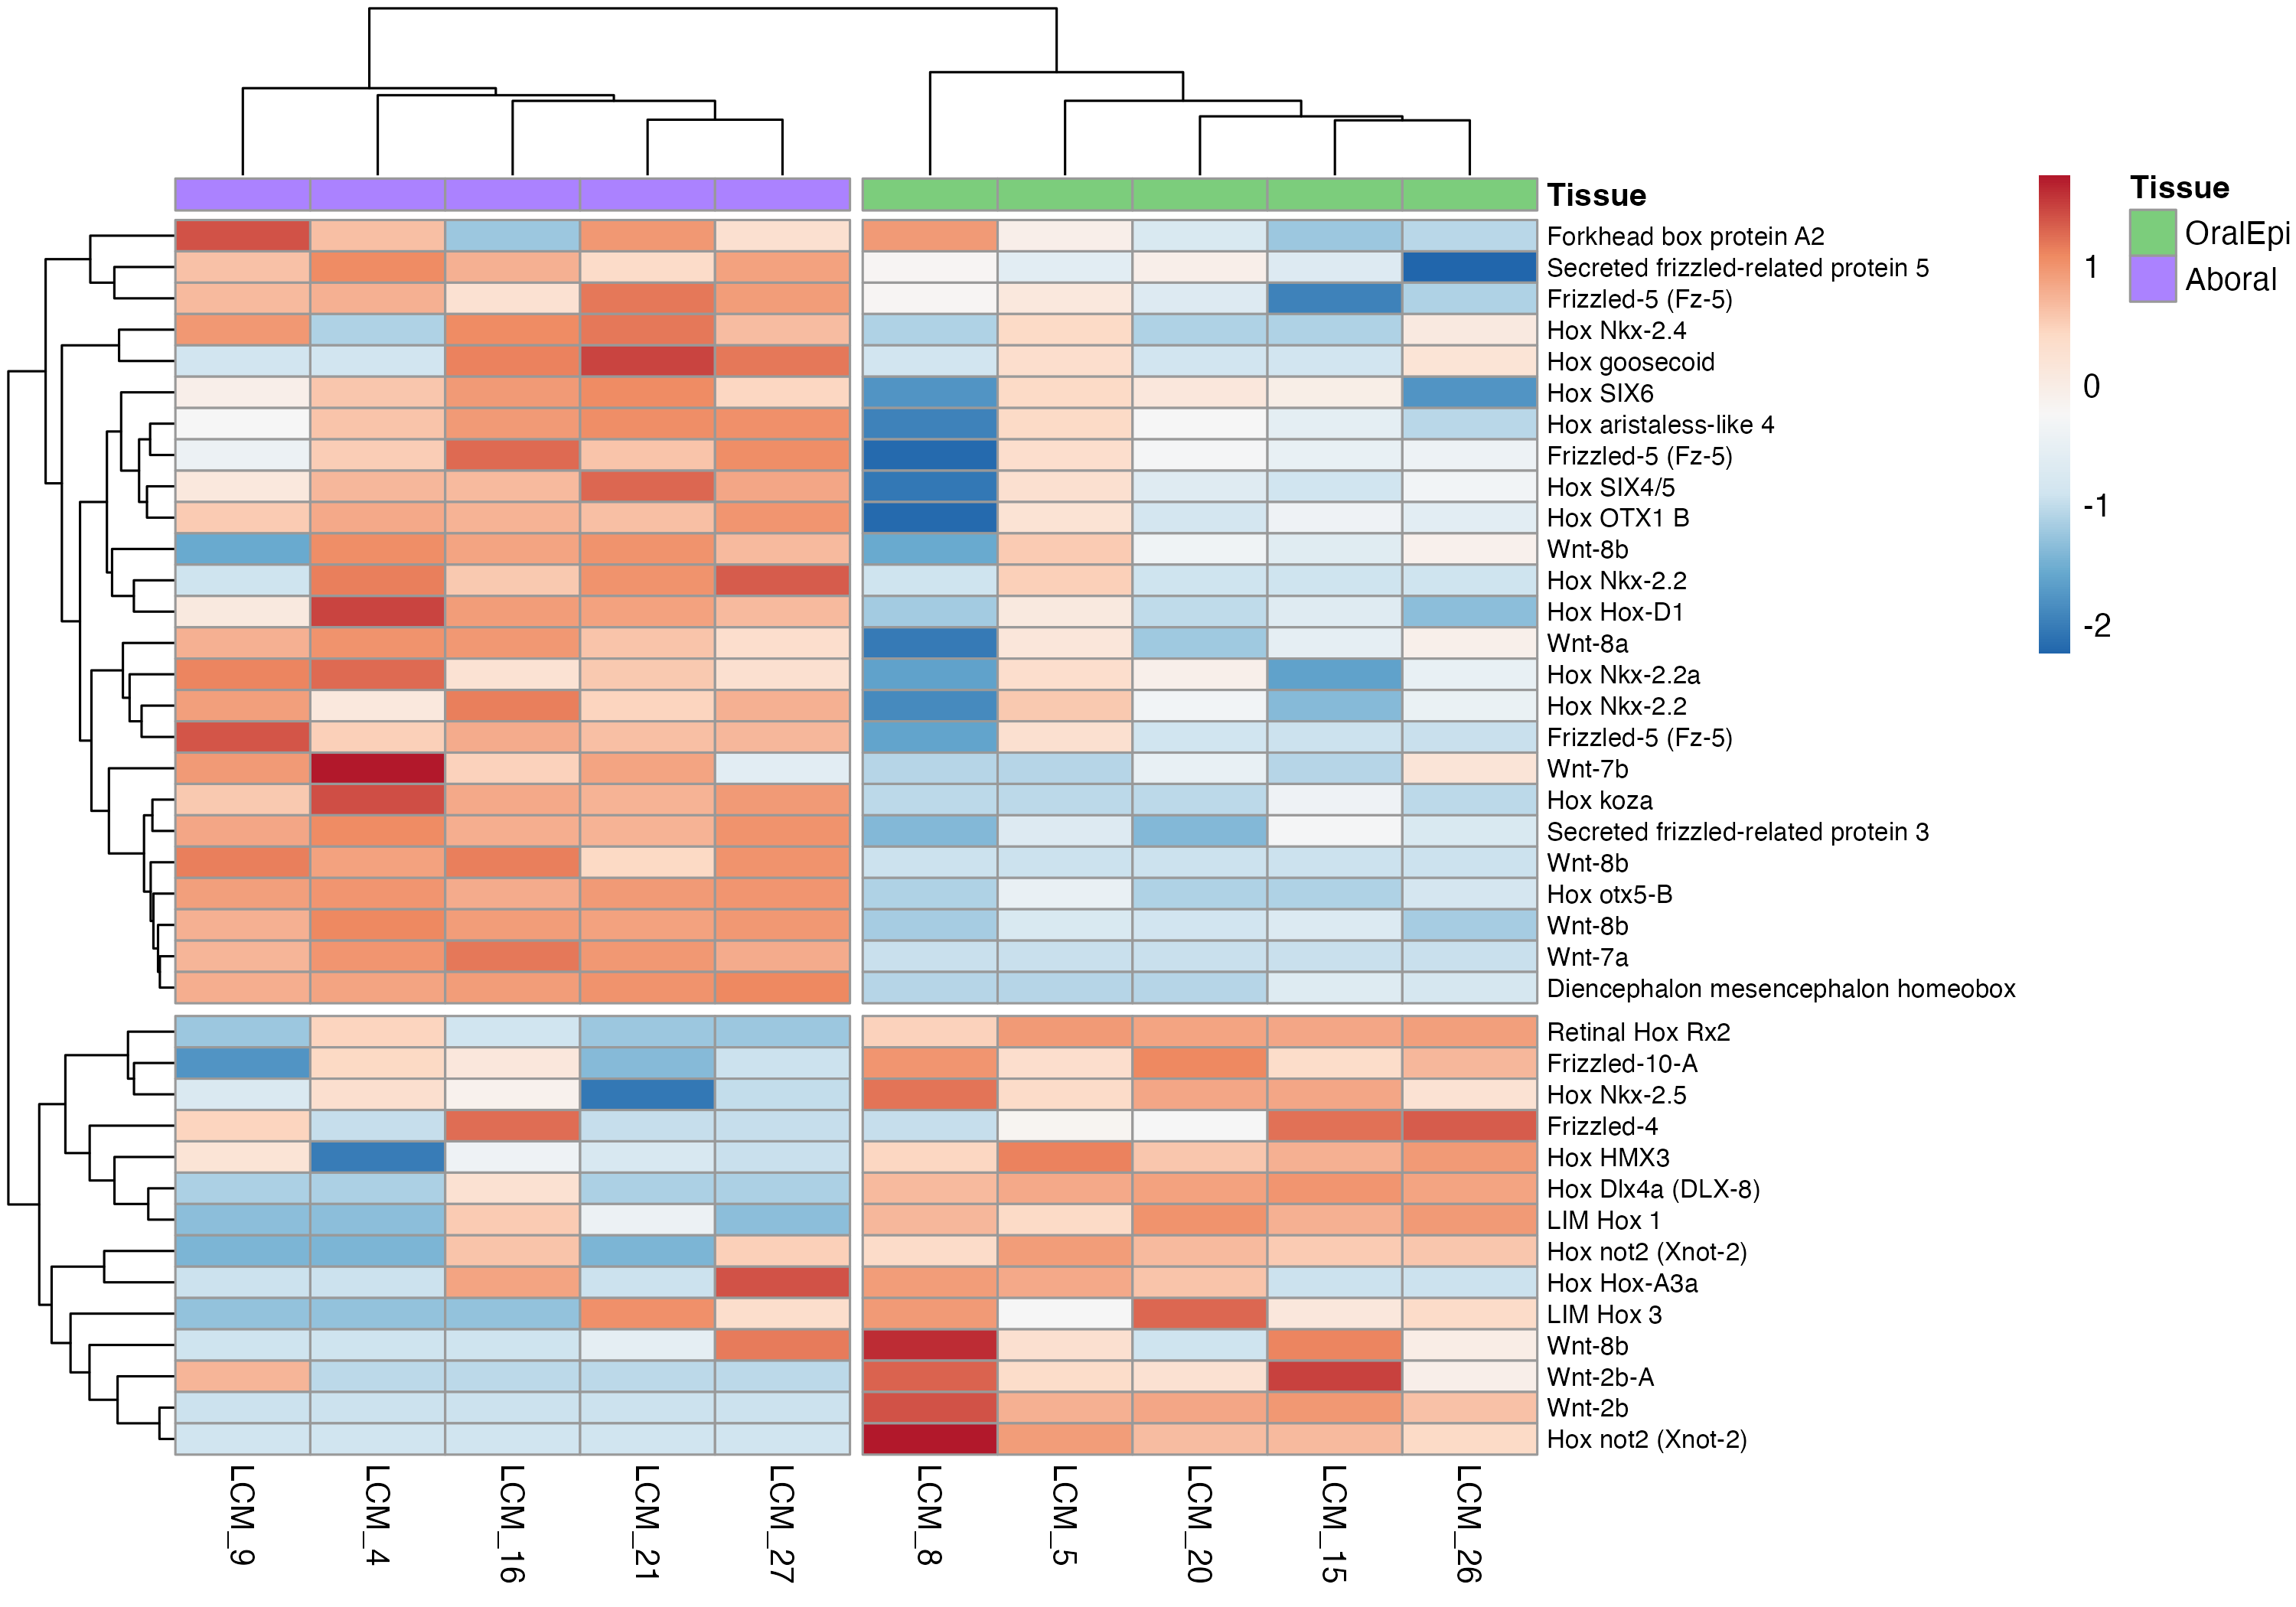 Tissue
Forkhead box protein A2
Secreted frizzled-related protein 5
Frizzled-5 (Fz-5)
Hox Nkx-2.4
Hox goosecoid
Hox SIX6
Hox aristaless-like 4
Frizzled-5 (Fz-5)
Hox SIX4/5
Hox OTX1 B
Wnt-8b
Hox Nkx-2.2
Hox Hox-D1
Wnt-8a
Hox Nkx-2.2a
Hox Nkx-2.2
Frizzled-5 (Fz-5)
Wnt-7b
Hox koza
Secreted frizzled-related protein 3
Wnt-8b
Hox otx5-B
Wnt-8b
Wnt-7a
Diencephalon mesencephalon homeobox
Retinal Hox Rx2
Frizzled-10-A
Hox Nkx-2.5
Frizzled-4
Hox HMX3
Hox Dlx4a (DLX-8)
LIM Hox 1
Hox not2 (Xnot-2)
Hox Hox-A3a
LIM Hox 3
Wnt-8b
Wnt-2b-A
Wnt-2b
Hox not2 (Xnot-2)
LCM_9
LCM_4
LCM_16
LCM_21
LCM_27
LCM_8
LCM_5
LCM_20
LCM_15
LCM_26
1
0
-1
-2
Tissue
OralEpi
Aboral